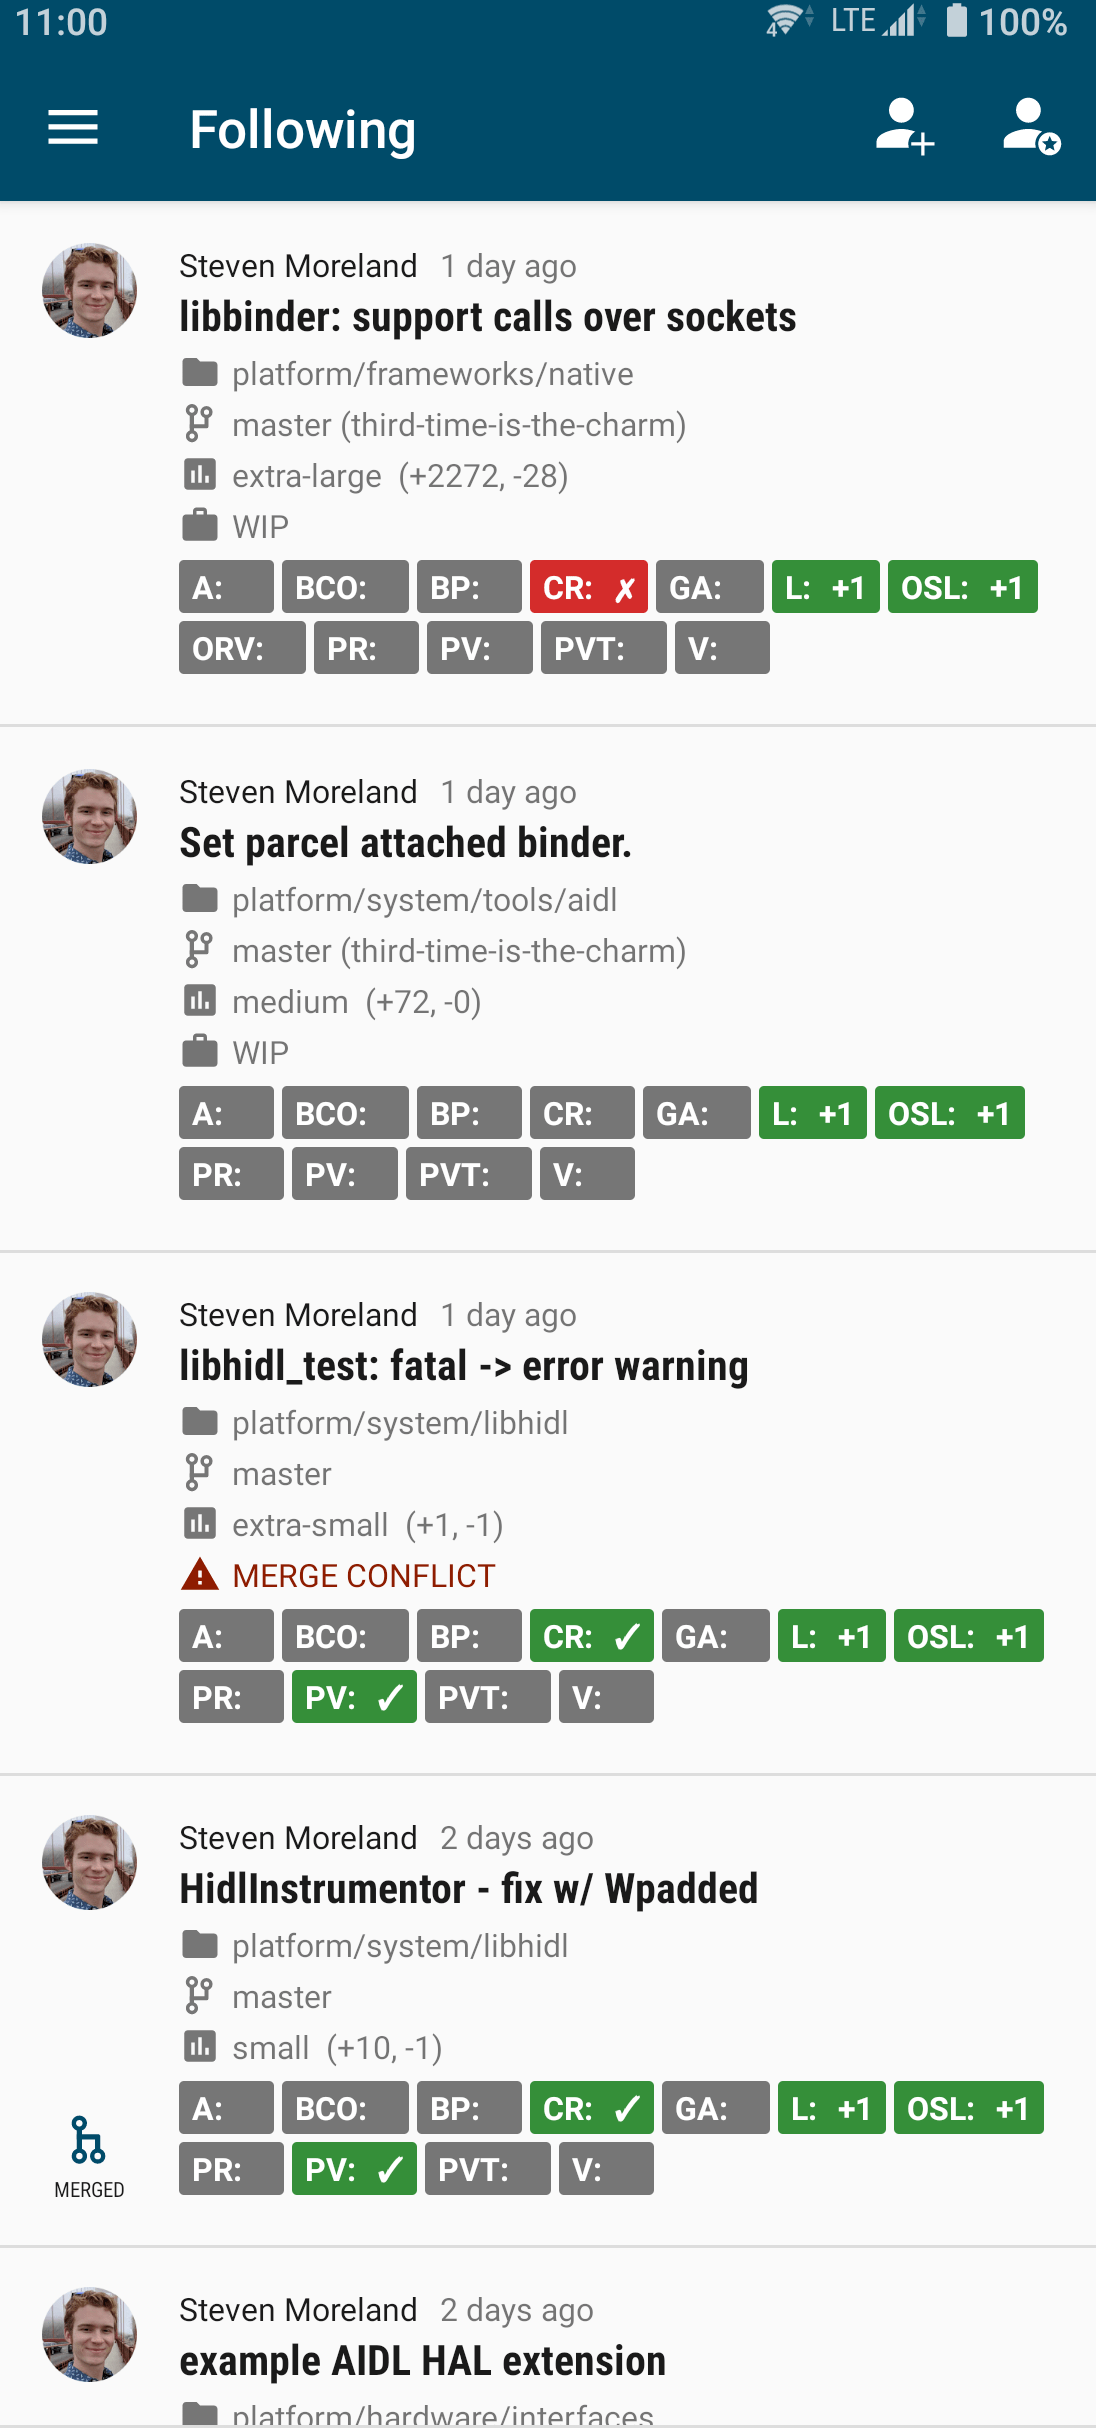 11:00 4 LTE 100%
Following
Steven Moreland 1 day ago
libbinder: support calls over sockets
platform/frameworks/native
master (third-time-is-the-charm)
extra-large (+2272, -28)
WIP
A: BCO: BP: CR: ✗ GA: L: +1 OSL: +1
ORV: PR: PV: PVT: V:
Steven Moreland 1 day ago
Set parcel attached binder.
platform/system/tools/aidl
master (third-time-is-the-charm)
medium (+72, -0)
WIP
A: BCO: BP: CR: GA: L: +1 OSL: +1
PR: PV: PVT: V:
Steven Moreland 1 day ago
libhidl_test: fatal -> error warning
platform/system/libhidl
master
extra-small (+1, -1)
MERGE CONFLICT
A: BCO: BP: CR: ✓ GA: L: +1 OSL: +1
PR: PV: ✓ PVT: V:
Steven Moreland 2 days ago
HidlInstrumentor - fix w/ Wpadded
platform/system/libhidl
master
small (+10, -1)
A: BCO: BP: CR: ✓ GA: L: +1 OSL: +1
PR: PV: ✓ PVT: V:
MERGED
Steven Moreland 2 days ago
example AIDL HAL extension
platform/hardware/interfaces